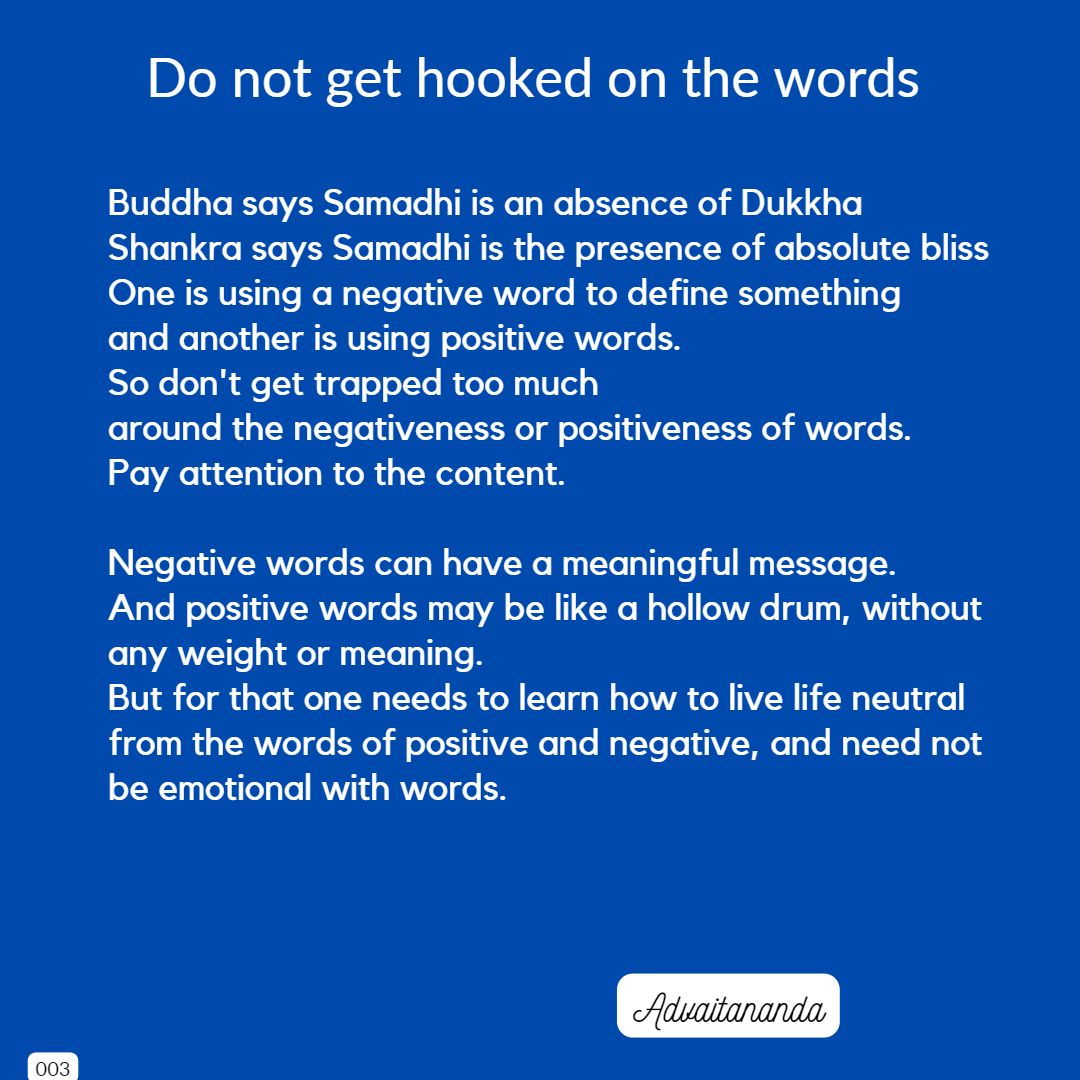 Do not get hooked on the words
Buddha says Samadhi is an absence of Dukkha
Shankra says Samadhi is the presence of absolute bliss
One is using a negative word to define something
and another is using positive words.
So don't get trapped too much
around the negativeness or positiveness of words.
Pay attention to the content.
Negative words can have a meaningful message.
And positive words may be like a hollow drum, without
any weight or meaning.
But for that one needs to learn how to live life neutral
from the words of positive and negative, and need not
be emotional with words.
Advaitananda
003